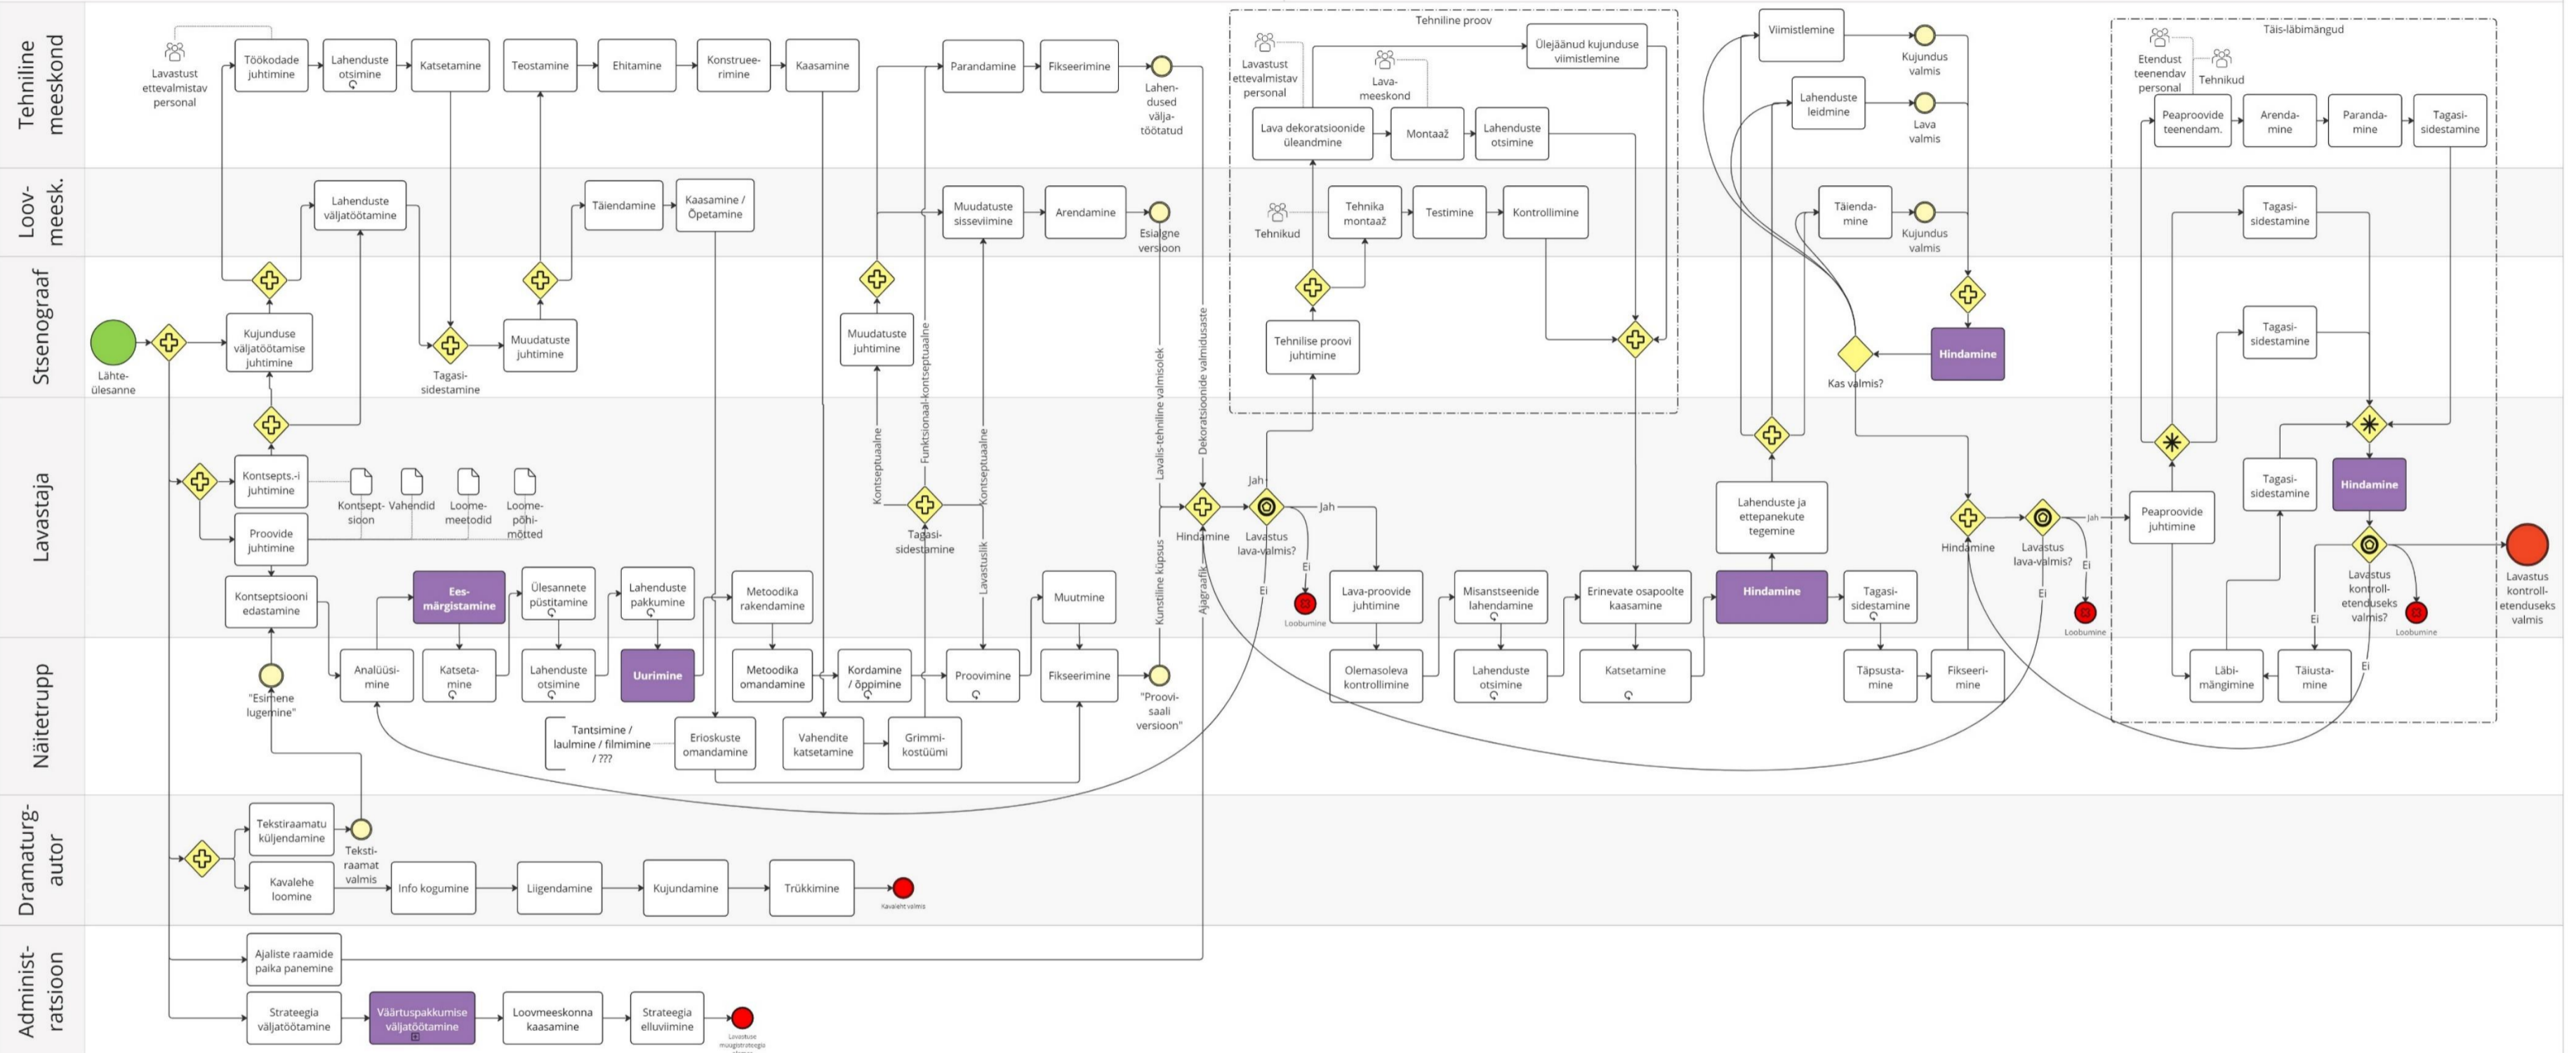 Tehniline
meeskond
Lavastust
ettevalmistav
personal
Töökodade
juhtimine
Lahenduste
otsimine
Katsetamine
Teostamine
Ehitamine
Konstruee-
rimine
Kaasamine
Parandamine
Fikseerimine
Lahen-
dused
välja-
töötatud
Tehniline proov
Lavastust
ettevalmistav
personal
Lava-
meeskond
Ülejäänud kujunduse
viimistlemine
Lava dekoratsioonide
üleandmine
Montaaž
Lahenduste
otsimine
Viimistlemine
Kujundus
valmis
Lahenduste
leidmine
Lava
valmis
Täis-läbimängud
Etendust
teenendav
personal
Tehnikud
Peaproovide
teenendam.
Arenda-
mine
Paranda-
mine
Tagasi-
sidestamine
Loov-
meesk.
Lahenduste
väljatöötamine
Täiendamine
Kaasamine /
Õpetamine
Muudatuste
sisseviimine
Arendamine
Esialgne
versioon
Tehnikud
Tehnika
montaaž
Testimine
Kontrollimine
Täienda-
mine
Kujundus
valmis
Tagasi-
sidestamine
Stsenograaf
Lähte-
ülesanne
Kujunduse
väljatöötamise
juhtimine
Tagasi-
sidestamine
Muudatuste
juhtimine
Muudatuste
juhtimine
Tehnilise proovi
juhtimine
Kas valmis?
Hindamine
Tagasi-
sidestamine
Lavastaja
Kontsepts.-i
juhtimine
Kontsept-
sioon
Vahendid
Loome-
meetodid
Loome-
põhi-
mõtted
Proovide
juhtimine
Kontseptsiooni
edastamine
Ees-
märgistamine
Ülesannete
püstitamine
Lahenduste
pakkumine
Metoodika
rakendamine
Kontseptuaalne
Funktsionaal-kontseptuaalne
Kontseptuaalne
Tagasi-
sidestamine
Lavastuslik
Muutmine
Lavalis-tehniline valmisolek
Dekoratsioonide valmidusaste
Kunstiline küpsus
Ajagraafik
Hindamine
Jah
Lavastus
lava-valmis?
Jah
Ei
Ei
Loobumine
Lava-proovide
juhtimine
Misanstseenide
lahendamine
Erinevate osapoolte
kaasamine
Lahenduste ja
ettepanekute
tegemine
Hindamine
Tagasi-
sidestamine
Hindamine
Lavastus
lava-valmis?
Jah
Ei
Ei
Loobumine
Peaproovide
juhtimine
Tagasi-
sidestamine
Hindamine
Lavastus
kontroll-
etenduseks
valmis?
Ei
Ei
Loobumine
Lavastus
kontroll-
etenduseks
valmis
Näitetrupp
"Esimene
lugemine"
Analüüsi-
mine
Katseta-
mine
Lahenduste
otsimine
Uurimine
Metoodika
omandamine
Kordamine
/ õppimine
Proovimine
Fikseerimine
"Proovi-
saali
versioon"
Tantsimine /
laulmine / filmimine
/ ???
Erioskuste
omandamine
Vahendite
katsetamine
Grimmi-
kostüümi
Olemasoleva
kontrollimine
Lahenduste
otsimine
Katsetamine
Täpsusta-
mine
Fikseeri-
mine
Läbi-
mängimine
Täiusta-
mine
Dramaturg-
autor
Tekstiraamatu
küljendamine
Teksti-
raamat
valmis
Kavalehe
loomine
Info kogumine
Liigendamine
Kujundamine
Trükkimine
Kavaleht valmis
Administ-
ratsioon
Ajaliste raamide
paika panemine
Strateegia
väljatöötamine
Väärtuspakkumise
väljatöötamine
Loovmeeskonna
kaasamine
Strateegia
elluviimine
Lavastuse
müügistrateegia